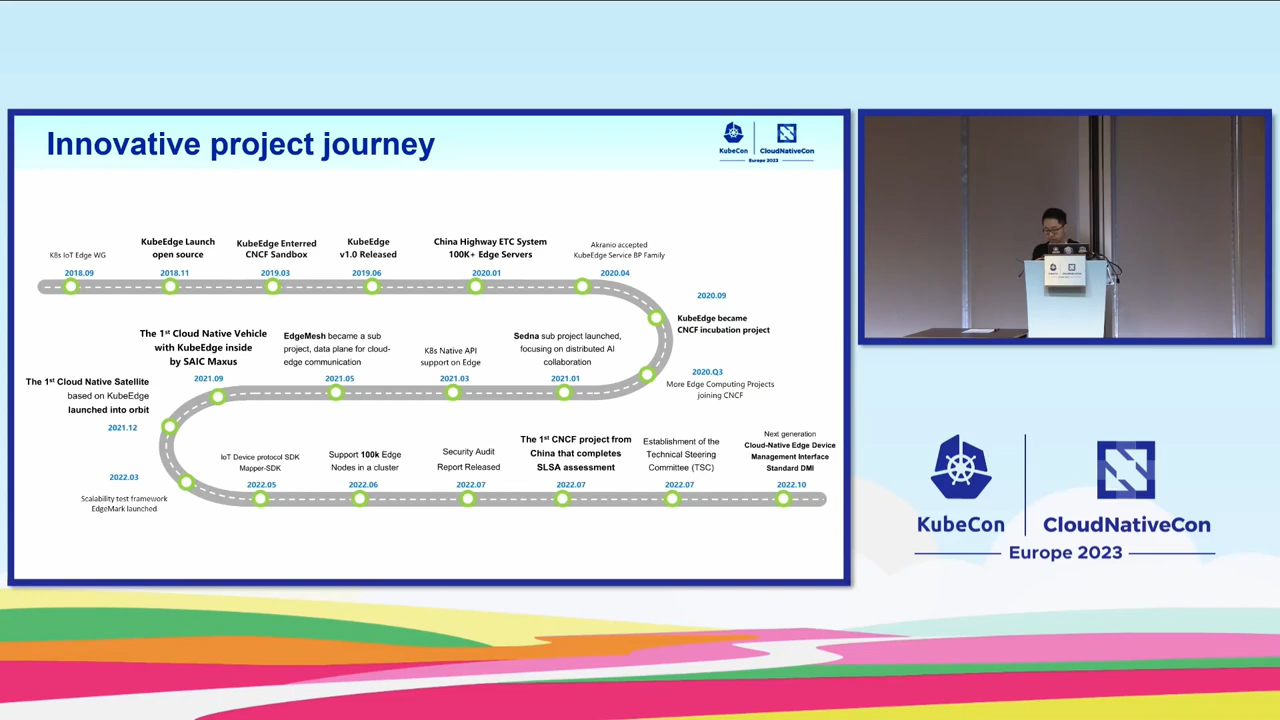 Innovative project journey
KubeCon
CloudNativeCon
Europe 2023
K8s IoT Edge WG
2018.09
KubeEdge Launch
open source
2018.11
KubeEdge Enterred
CNCF Sandbox
2019.03
KubeEdge
v1.0 Released
2019.06
China Highway ETC System
100K+ Edge Servers
2020.01
Akranio accepted
KubeEdge Service BP Family
2020.04
2020.09
KubeEdge became
CNCF incubation project
2020.Q3
More Edge Computing Projects
joining CNCF
Sedna sub project launched,
focusing on distributed AI
collaboration
2021.01
K8s Native API
support on Edge
2021.03
EdgeMesh became a sub
project, data plane for cloud-
edge communication
2021.05
The 1st Cloud Native Vehicle
with KubeEdge inside
by SAIC Maxus
2021.09
The 1st Cloud Native Satellite
based on KubeEdge
launched into orbit
2021.12
2022.03
Scalability test framework
EdgeMark launched
IoT Device protocol SDK
Mapper-SDK
2022.05
Support 100k Edge
Nodes in a cluster
2022.06
Security Audit
Report Released
2022.07
The 1st CNCF project from
China that completes
SLSA assessment
2022.07
Establishment of the
Technical Steering
Committee (TSC)
2022.07
Next generation
Cloud-Native Edge Device
Management Interface
Standard DMI
2022.10
KubeCon
CloudNativeCon
Europe 2023